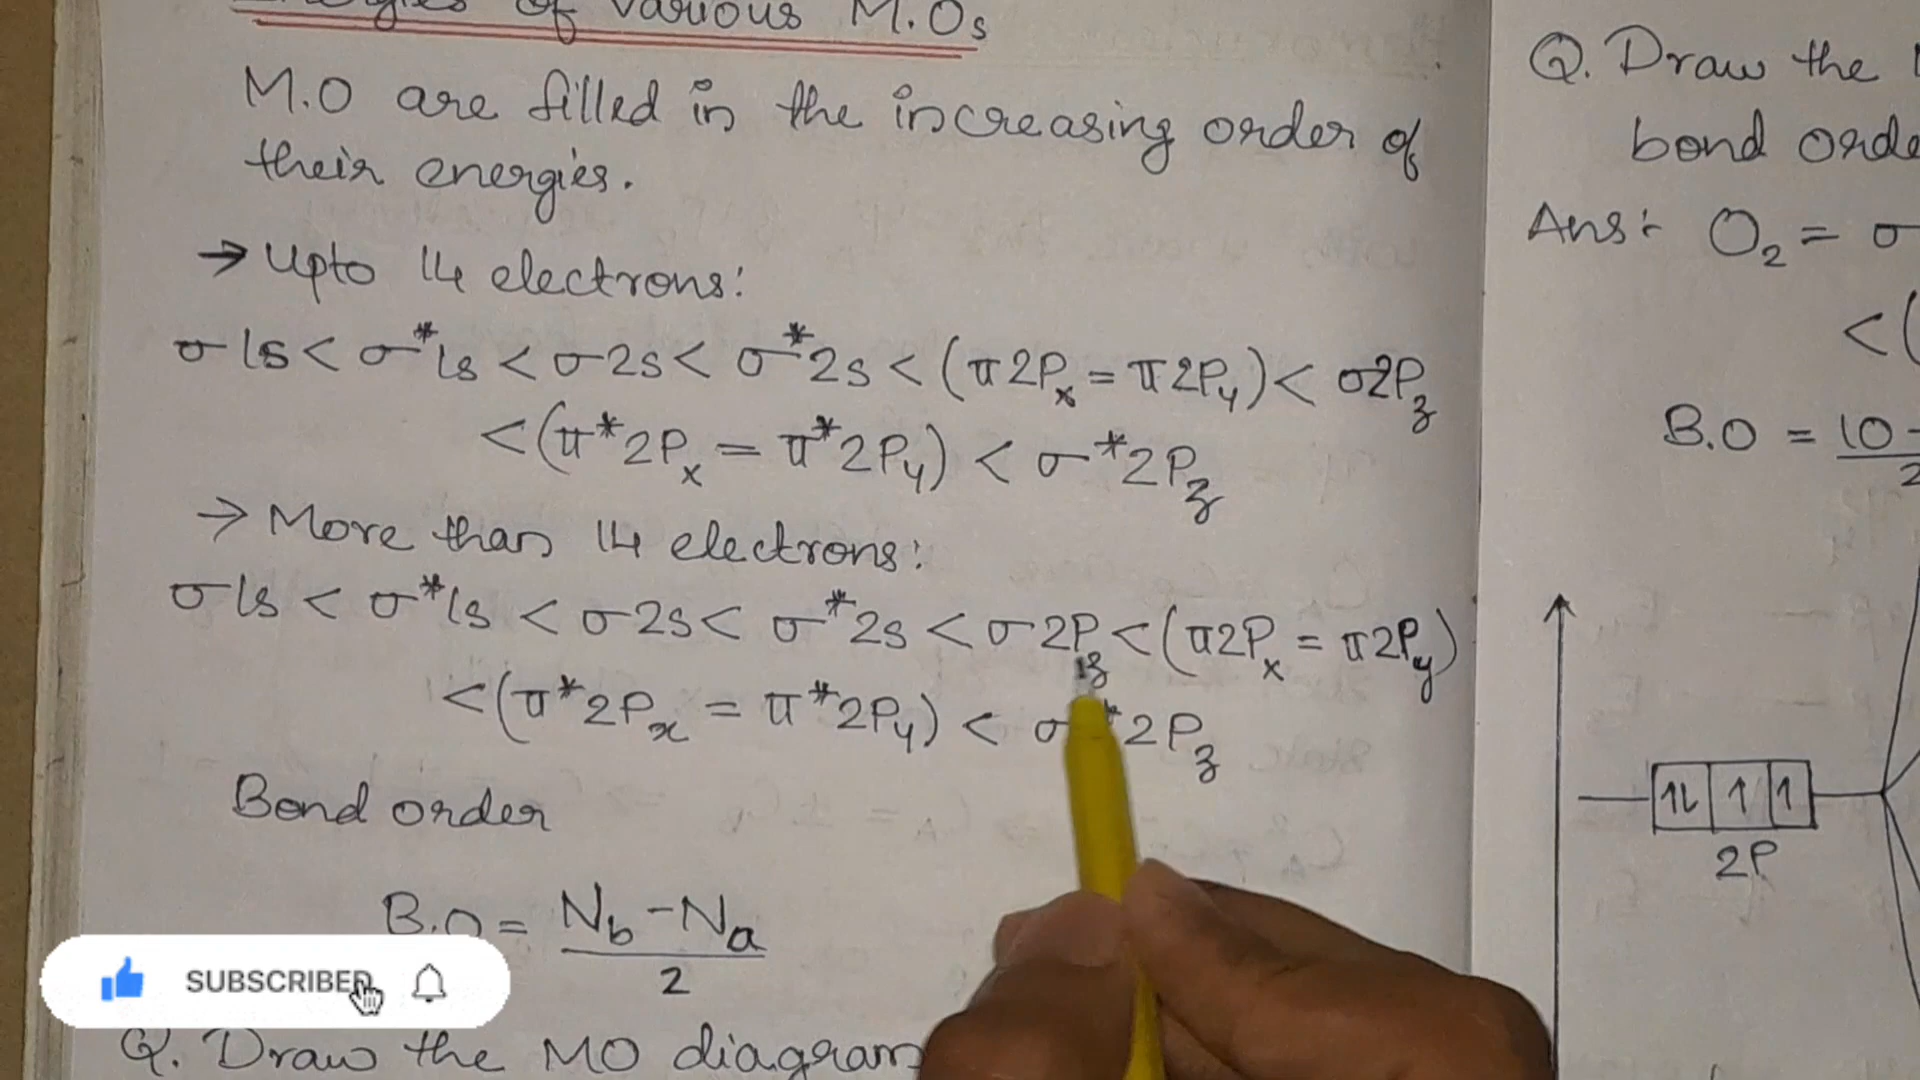 Energies of various M.Os
M.O are filled in the increasing order of
their energies.
→ Upto 14 electrons:
σ1s < σ*1s < σ2s < σ*2s < (π2Px = π2Py) < σ2Pz
< (π*2Px = π*2Py) < σ*2Pz
→ More than 14 electrons:
σ1s < σ*1s < σ2s < σ*2s < σ2Pz < (π2Px = π2Py)
< (π*2Px = π*2Py) < σ*2Pz
Bond order
B.O = Nb - Na
2
SUBSCRIBED
Q. Draw the MO diagram
Q. Draw the
bond orde
Ans:- O2 = σ
< (
B.O = 10-
2
2P